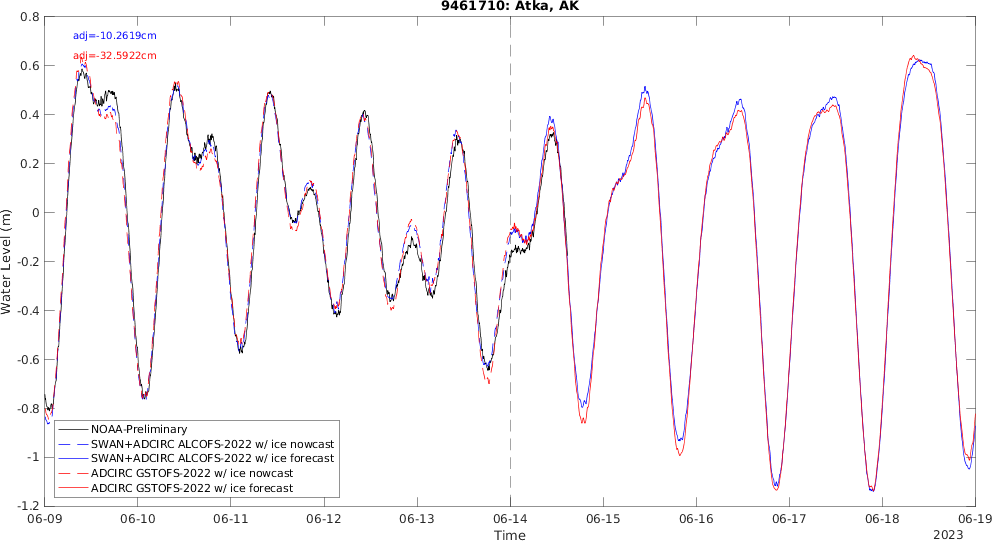 9461710: Atka, AK
adj=-10.2619cm
adj=-32.5922cm
Water Level (m)
0.8
0.6
0.4
0.2
0
-0.2
-0.4
-0.6
-0.8
-1
-1.2
NOAA-Preliminary
SWAN+ADCIRC ALCOFS-2022 w/ ice nowcast
SWAN+ADCIRC ALCOFS-2022 w/ ice forecast
ADCIRC GSTOFS-2022 w/ ice nowcast
ADCIRC GSTOFS-2022 w/ ice forecast
06-09 06-10 06-11 06-12 06-13 06-14 06-15 06-16 06-17 06-18 06-19
Time
2023